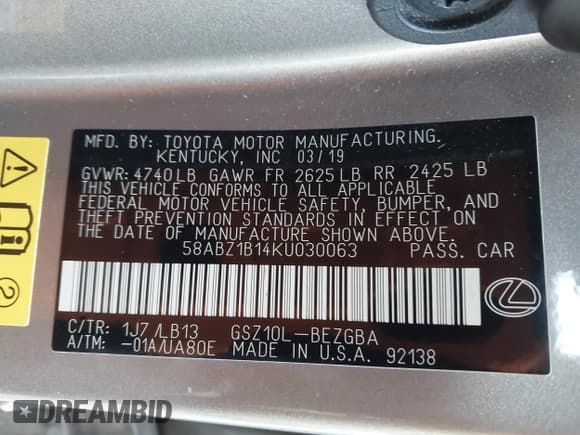 MFD. BY: TOYOTA MOTOR MANUFACTURING,
KENTUCKY, INC 03/19
GVWR: 4740LB GAWR FR 2625LB RR 2425 LB
THIS VEHICLE CONFORMS TO ALL APPLICABLE
FEDERAL MOTOR VEHICLE SAFETY, BUMPER, AND
THEFT PREVENTION STANDARDS IN EFFECT ON
THE DATE OF MANUFACTURE SHOWN ABOVE.
58ABZ1B14KU030063 PASS. CAR
C/TR: 1J7 /LB13 GSZ10L-BEZGBA
A/TM: -01A/UA80E MADE IN U.S.A. 92138
2
DREAMBID